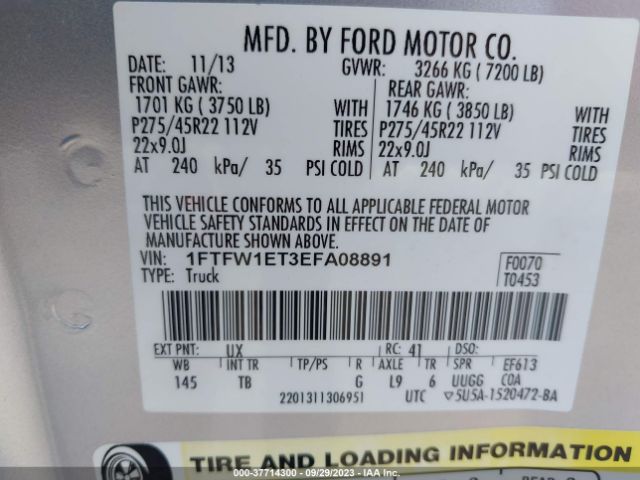 MFD. BY FORD MOTOR CO.
DATE: 11/13 GVWR: 3266 KG ( 7200 LB)
FRONT GAWR: REAR GAWR:
1701 KG ( 3750 LB) WITH 1746 KG ( 3850 LB) WITH
P275/45R22 112V TIRES P275/45R22 112V TIRES
22x9.0J RIMS 22x9.0J RIMS
AT 240 kPa/ 35 PSI COLD AT 240 kPa/ 35 PSI COLD
THIS VEHICLE CONFORMS TO ALL APPLICABLE FEDERAL MOTOR
VEHICLE SAFETY STANDARDS IN EFFECT ON THE DATE OF
MANUFACTURE SHOWN ABOVE.
VIN: 1FTFW1ET3EFA08891 F0070
TYPE: Truck T0453
EXT PNT: UX RC: 41 DSO:
WB INT TR TP/PS R AXLE TR SPR EF613
145 TB G L9 6 UUGG COA
2201311306951 UTC ▽5U5A-1520472-BA
TIRE AND LOADING INFORMATION
000-37714300 - 09/29/2023 - IAA Inc.